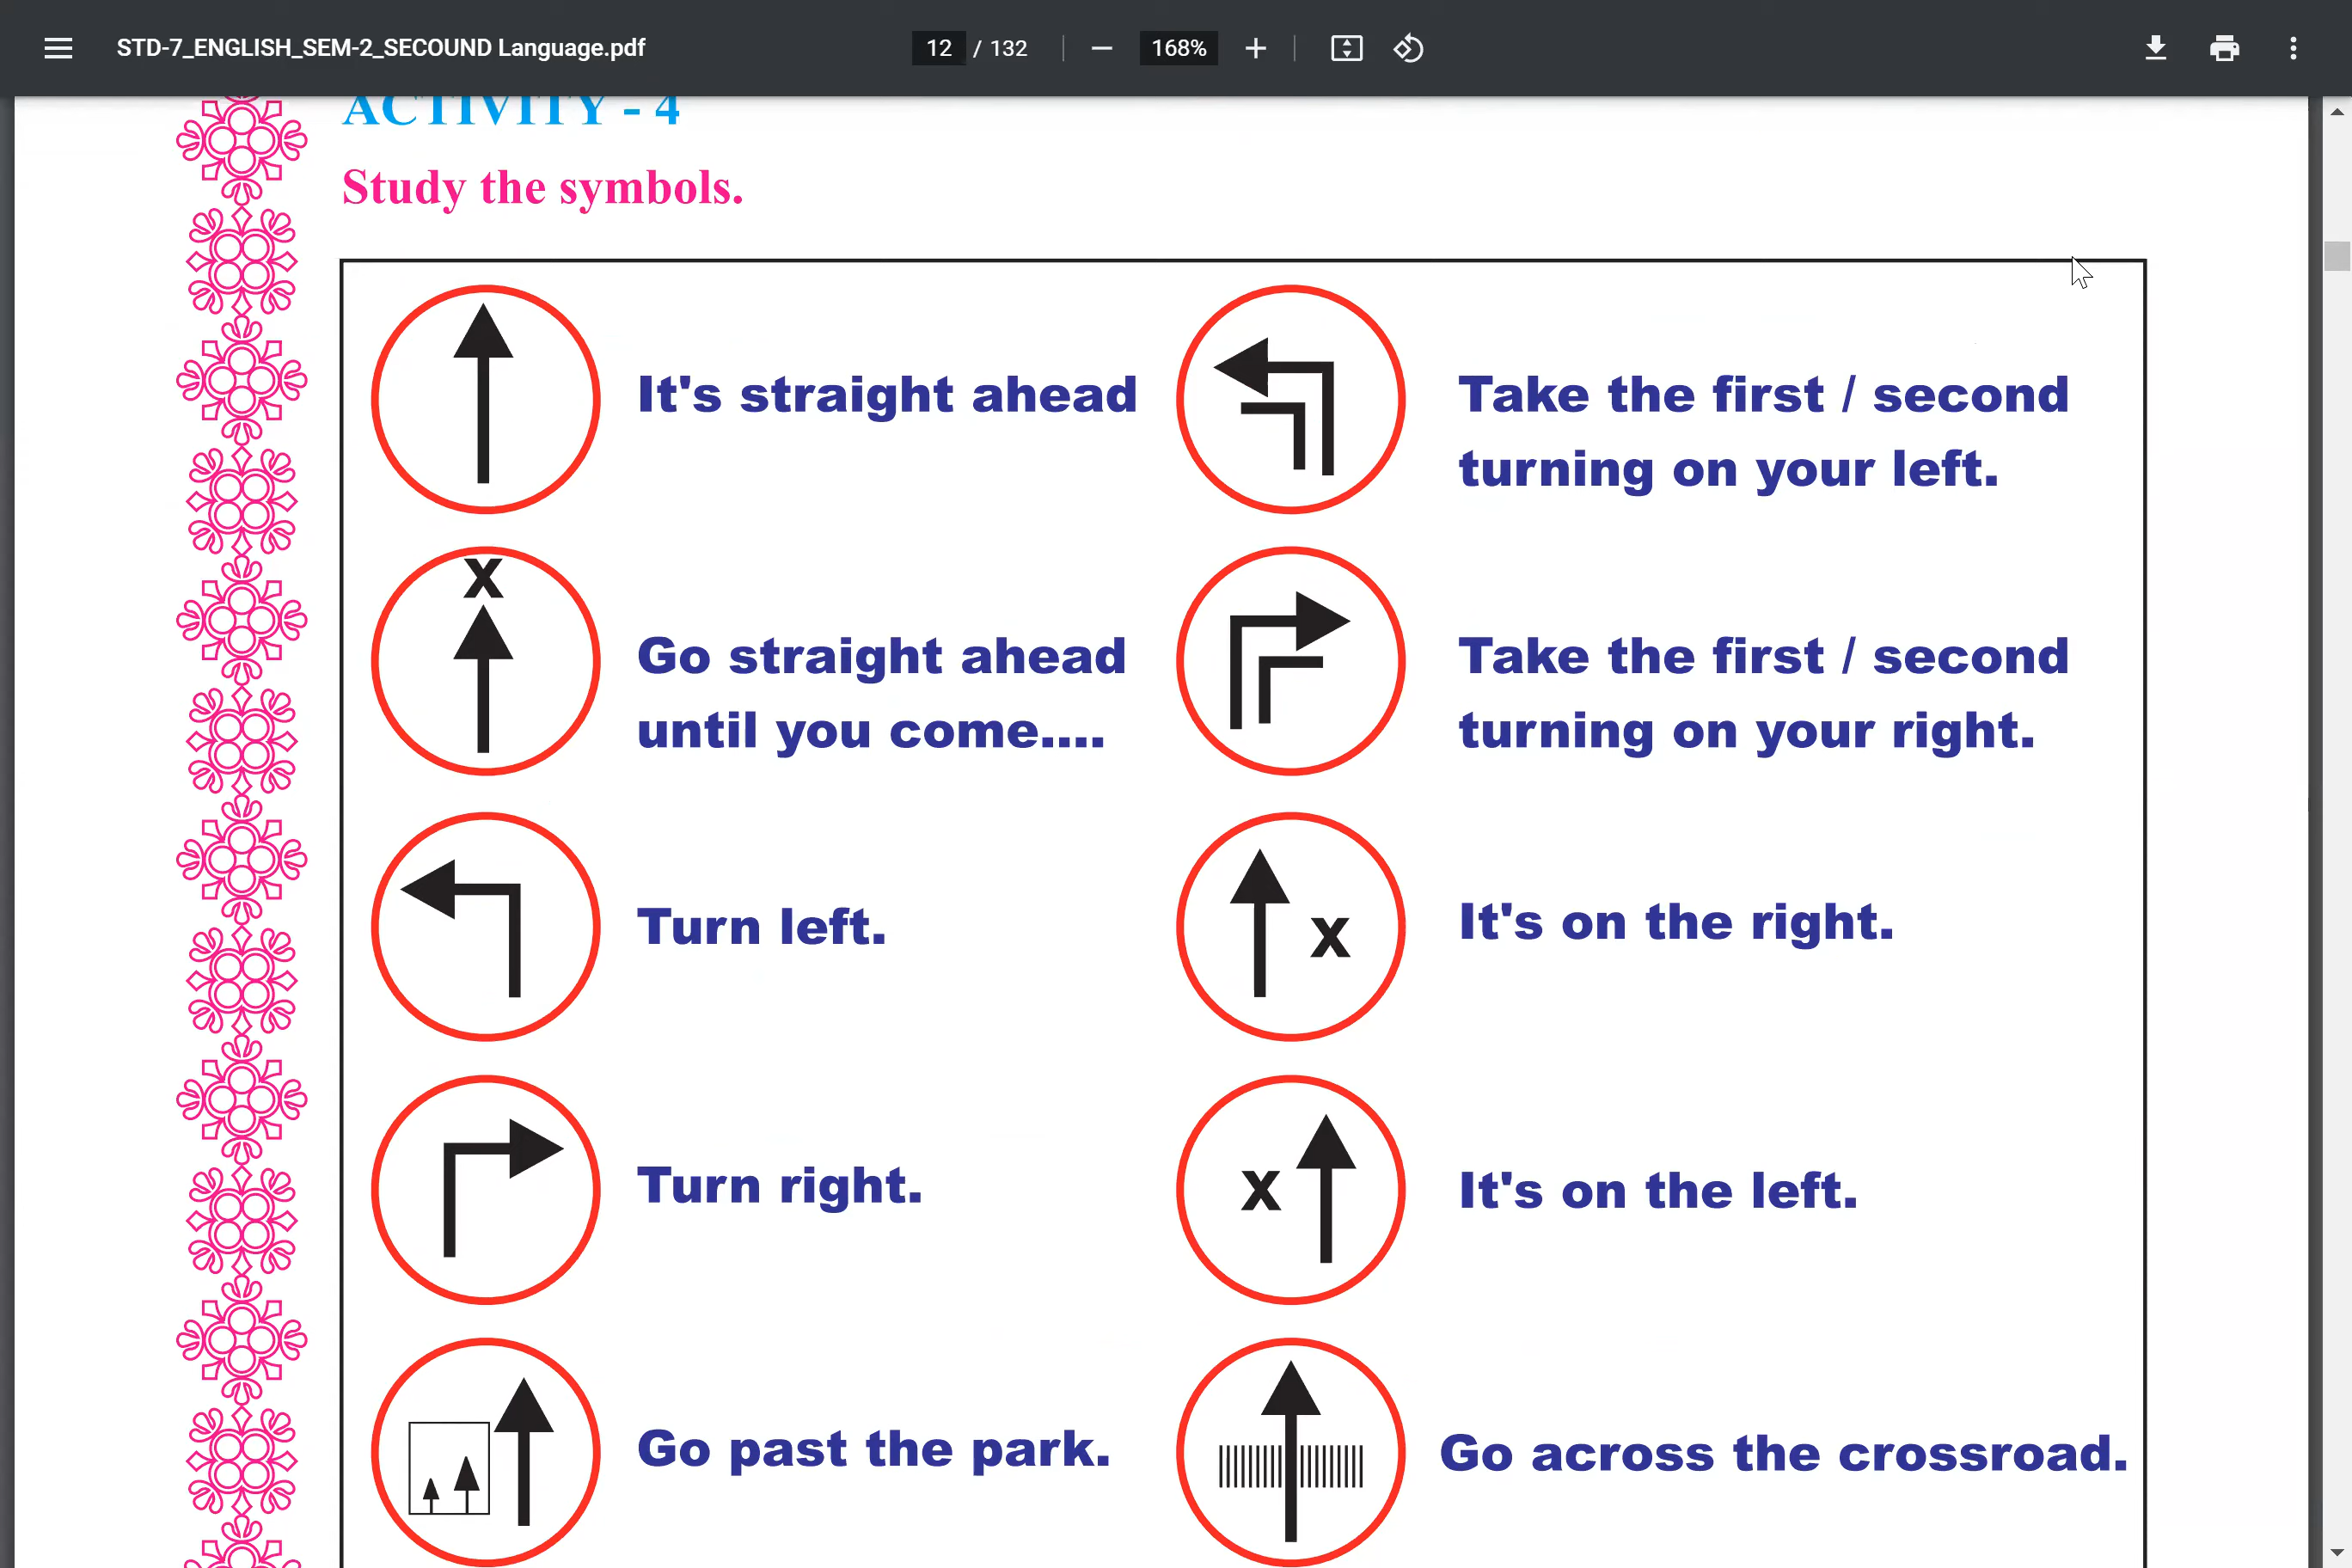 STD-7_ENGLISH_SEM-2_SECOUND Language.pdf
12 / 132
168%
ACTIVITY - 4
Study the symbols.
It's straight ahead
Take the first / second
turning on your left.
X
Go straight ahead
until you come....
Take the first / second
turning on your right.
Turn left.
X
It's on the right.
Turn right.
X
It's on the left.
Go past the park.
Go across the crossroad.